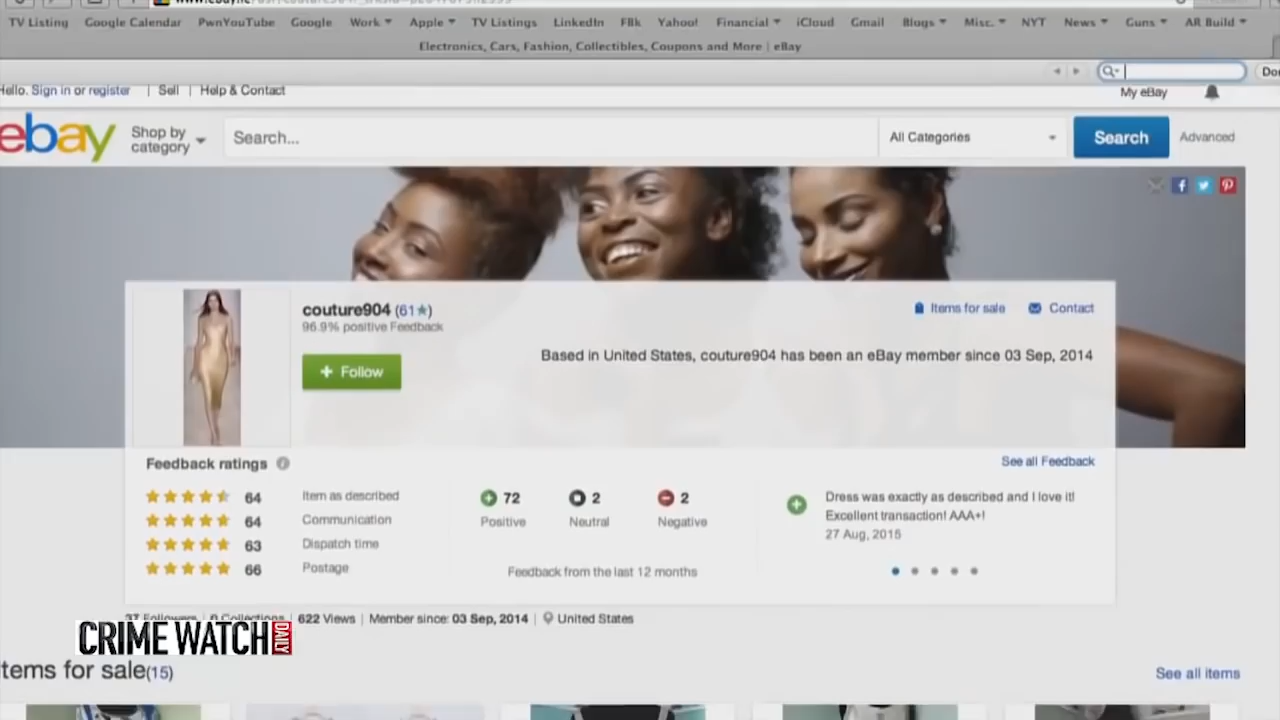 TV Listing Google Calendar PwnYouTube Google Work Apple TV Listings LinkedIn FBk Yahoo! Financial iCloud Gmail Blogs Misc. NYT News Guns AR Build
Electronics, Cars, Fashion, Collectibles, Coupons and More | eBay
Hello. Sign in or register | Sell | Help & Contact
My eBay
ebay Shop by category Search... All Categories Search Advanced
couture904 (61★)
96.9% positive Feedback
Items for sale Contact
+ Follow
Based in United States, couture904 has been an eBay member since 03 Sep, 2014
Feedback ratings
See all Feedback
64 Item as described
64 Communication
63 Dispatch time
66 Postage
72 Positive
2 Neutral
2 Negative
Feedback from the last 12 months
Dress was exactly as described and I love it!
Excellent transaction! AAA+!
27 Aug, 2015
37 Followers | 0 Collections | 622 Views | Member since: 03 Sep, 2014 | United States
CRIME WATCH DAILY
tems for sale(15)
See all items